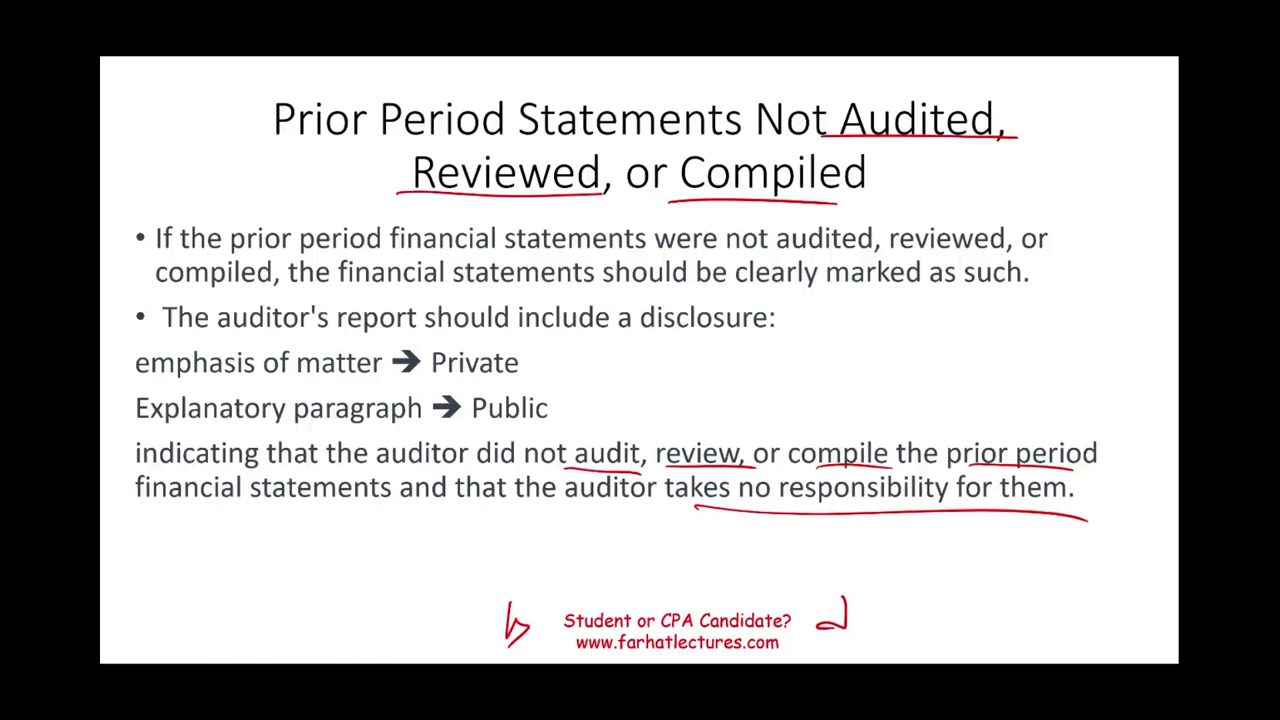 Prior Period Statements Not Audited,
Reviewed, or Compiled
• If the prior period financial statements were not audited, reviewed, or
compiled, the financial statements should be clearly marked as such.
• The auditor's report should include a disclosure:
emphasis of matter ➔ Private
Explanatory paragraph ➔ Public
indicating that the auditor did not audit, review, or compile the prior period
financial statements and that the auditor takes no responsibility for them.
Student or CPA Candidate?
www.farhatlectures.com